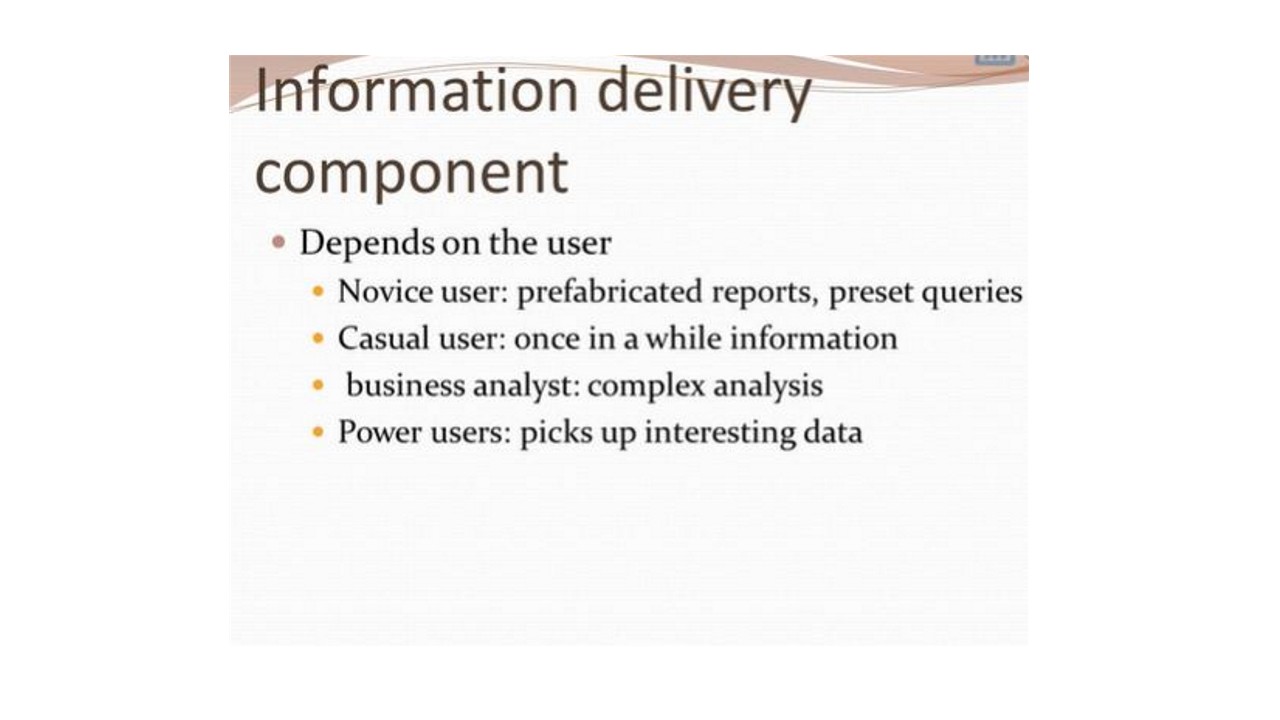 Information delivery
component
Depends on the user
Novice user: prefabricated reports, preset queries
Casual user: once in a while information
business analyst: complex analysis
Power users: picks up interesting data